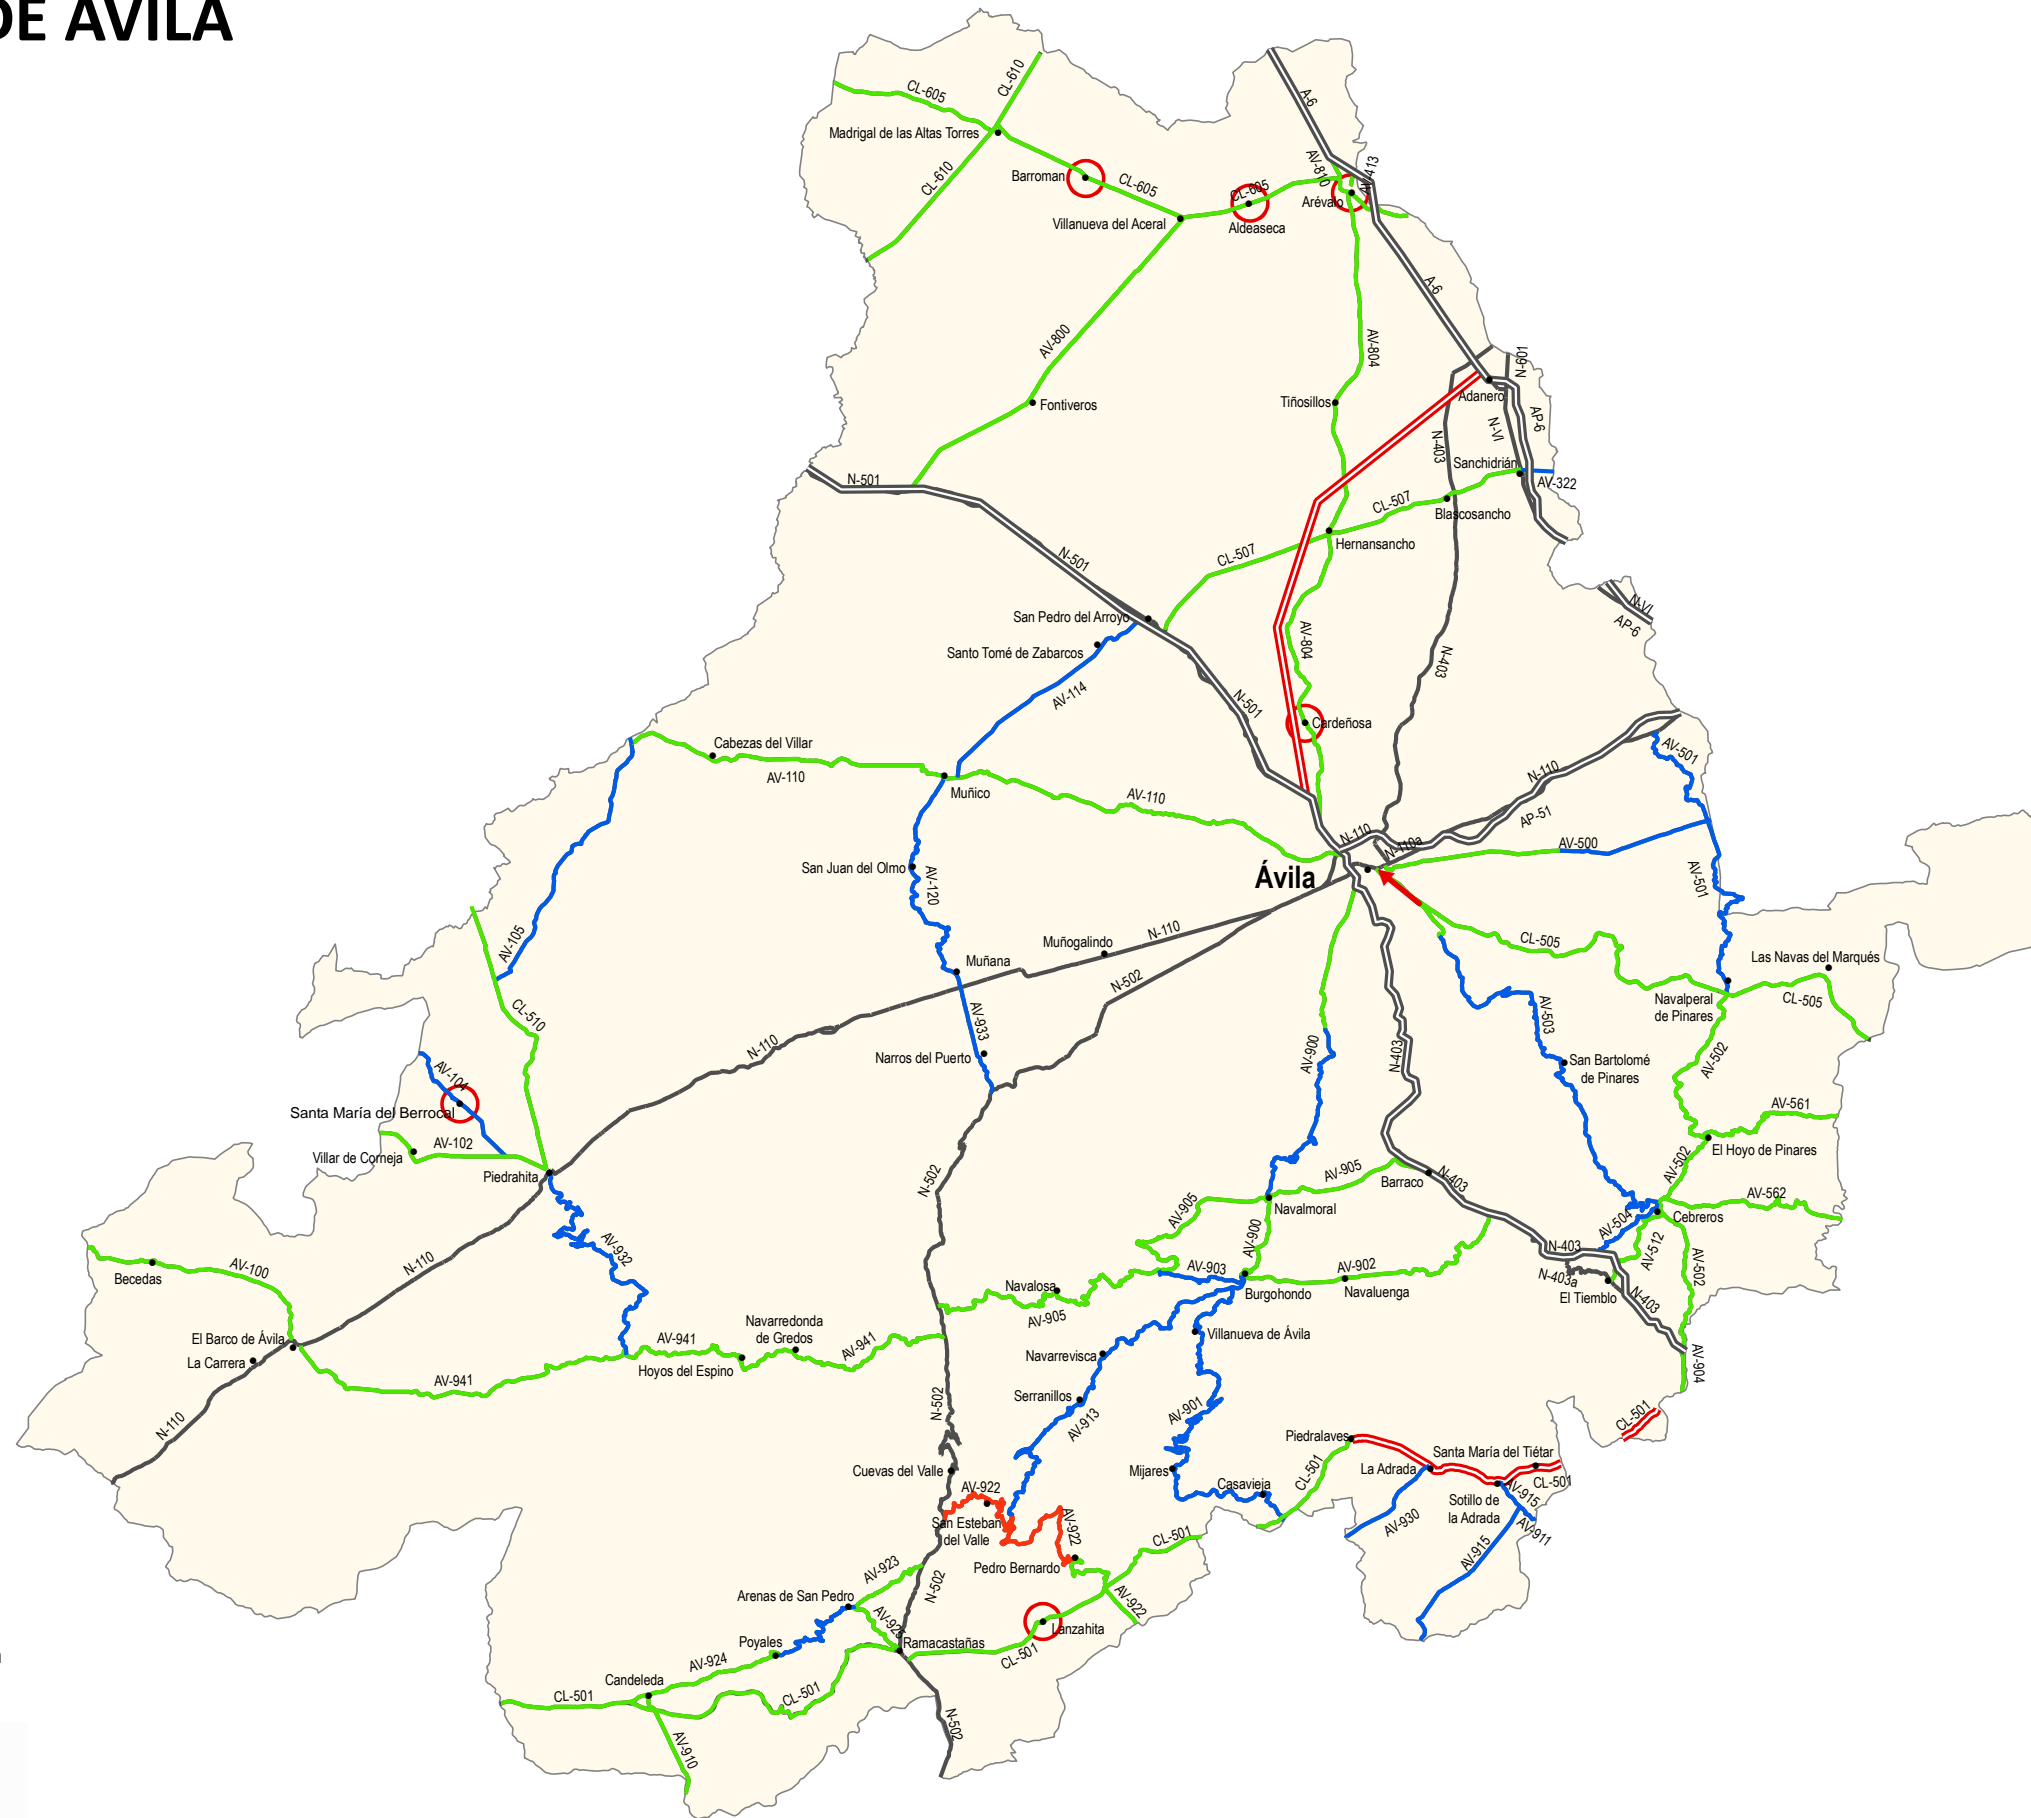 DE AVILA
CL-610
CL-605
A-6
Madrigal de las Altas Torres
AV-810
CL-610
Barroman
CL-605
CL-605
Arévalo
Villanueva del Aceral
Aldeaseca
A-6
AV-800
AV-804
N-601
Adanero
AP-6
N-VI
Fontiveros
Tiñosillos
N-403
Sanchidrián
AV-322
N-501
CL-507
Blascosancho
Hernansancho
N-501
CL-507
N-VI
AP-6
San Pedro del Arroyo
Santo Tomé de Zabarcos
AV-804
N-403
AV-114
N-501
Cardeñosa
Cabezas del Villar
AV-110
Muñico
AV-110
N-110
AV-501
AP-51
N-110
N-110a
AV-500
Ávila
San Juan del Olmo
AV-120
AV-501
AV-105
Muñogalindo
N-110
CL-505
Muñana
N-502
Las Navas del Marqués
CL-505
Navalperal
de Pinares
CL-510
AV-933
N-110
Narros del Puerto
AV-900
N-403
AV-503
San Bartolomé
de Pinares
AV-502
AV-104
Santa María del Berrocal
AV-561
AV-102
Villar de Corneja
Piedrahita
El Hoyo de Pinares
AV-502
N-502
AV-905
Barraco
N-403
AV-562
AV-905
Navalmoral
Cebreros
AV-504
AV-932
AV-900
N-403
AV-512
AV-502
Becedas
AV-100
N-110
AV-903
AV-902
N-403a
Navalosa
Burgohondo
Navaluenga
El Tiemblo
N-403
AV-905
El Barco de Ávila
La Carrera
AV-941
Navarredonda
de Gredos
AV-941
Villanueva de Ávila
Hoyos del Espino
Navarrevisca
AV-904
AV-941
N-502
Serranillos
AV-913
AV-901
CL-501
N-110
Piedralaves
Santa María del Tiétar
La Adrada
Cuevas del Valle
Mijares
Casavieja
CL-501
CL-501
AV-922
AV-915
Sotillo de
la Adrada
San Esteban
del Valle
AV-922
AV-930
AV-911
CL-501
AV-915
AV-923
Pedro Bernardo
N-502
Arenas de San Pedro
AV-922
AV-925
Lanzahita
Poyales
Ramacastañas
CL-501
AV-924
Candeleda
CL-501
CL-501
N-502
AV-910